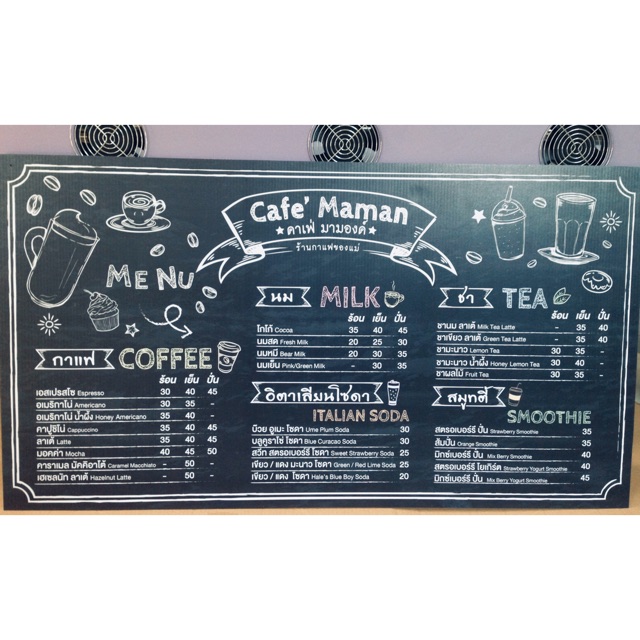 Cafe' Maman
คาเฟ่ มามองต์
ร้านกาแฟของแม่
MENU
กาแฟ COFFEE
ร้อน เย็น ปั่น
เอสเปรสโซ Espresso 30 40 45
อเมริกาโน่ Americano 30 35 -
อเมริกาโน่ น้ำผึ้ง Honey Americano 35 40 -
คาปูชิโน่ Cappuccino 35 40 45
ลาเต้ Latte 35 40 45
มอคค่า Mocha 40 45 50
คาราเมล มัคคิอาโต้ Caramel Macchiato - 50 -
เฮเซลนัท ลาเต้ Hazelnut Latte - 50 -
นม MILK
ร้อน เย็น ปั่น
โกโก้ Cocoa 35 40 45
นมสด Fresh Milk 20 25 30
นมหมี Bear Milk 20 30 35
นมเย็น Pink/Green Milk - 30 35
อิตาเลียนโซดา
ITALIAN SODA
บ๊วย อูเมะ โซดา Ume Plum Soda 30
บลูคูราโซ่ โซดา Blue Curacao Soda 30
สวีท สตรอเบอร์รี่ โซดา Sweet Strawberry Soda 25
เขียว / แดง มะนาว โซดา Green / Red Lime Soda 25
เขียว / แดง โซดา Hale's Blue Boy Soda 20
ชา TEA
ร้อน เย็น ปั่น
ชานม ลาเต้ Milk Tea Latte - 35 40
ชาเขียว ลาเต้ Green Tea Latte - 35 40
ชามะนาว Lemon Tea 30 35 -
ชามะนาว น้ำผึ้ง Honey Lemon Tea 30 40 -
ชาผลไม้ Fruit Tea 30 35 -
สมูทตี้
SMOOTHIE
สตรอเบอร์รี่ ปั่น Strawberry Smoothie 35
ส้มปั่น Orange Smoothie 35
มิกซ์เบอร์รี่ ปั่น Mix Berry Smoothie 40
สตรอเบอร์รี่ โยเกิร์ต Strawberry Yogurt Smoothie 40
มิกซ์เบอร์รี่ ปั่น Mix Berry Yogurt Smoothie 45